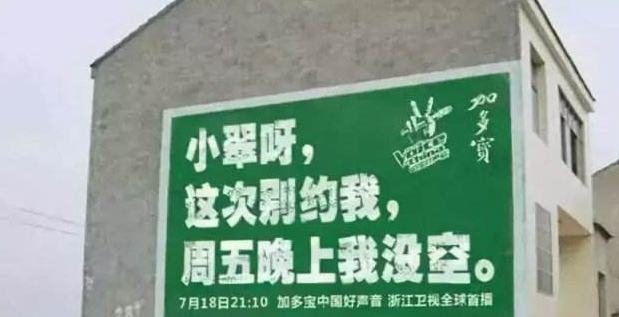 小翠呀，
这次别约我，
周五晚上我没空。
7月18日21:10 加多宝中国好声音 浙江卫视全球首播
加多宝